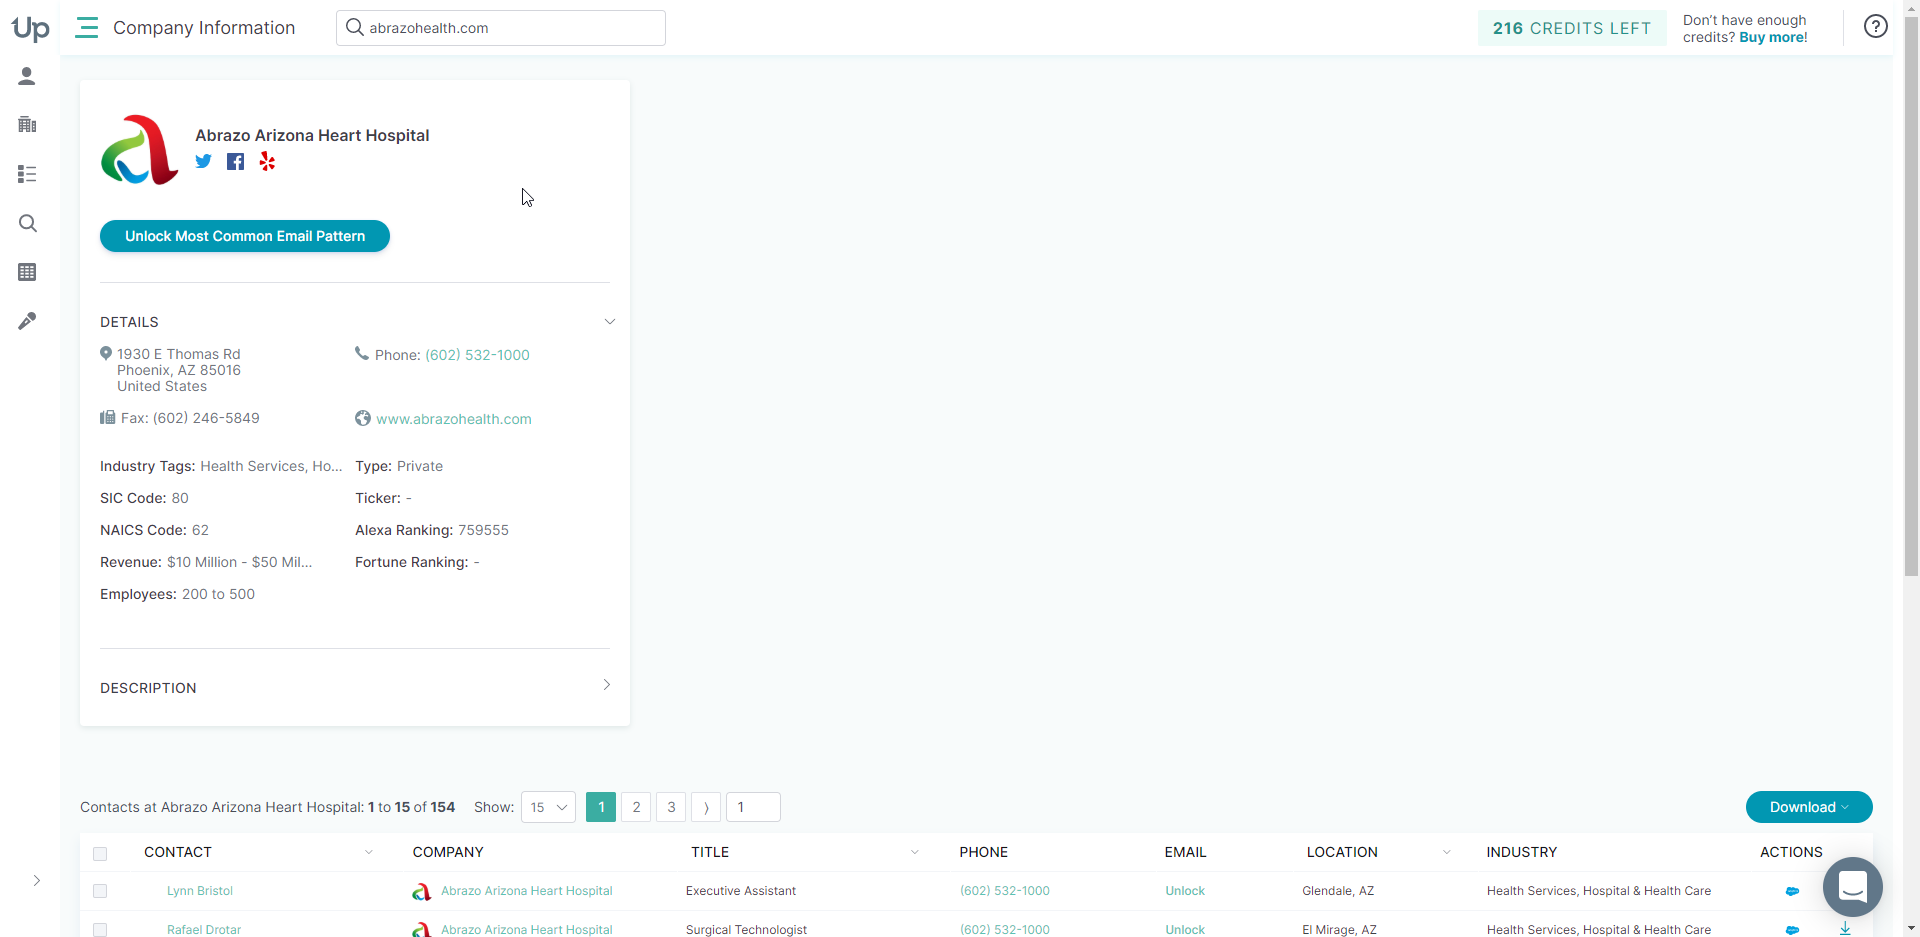 Up
Company Information
abrazohealth.com
216 CREDITS LEFT
Don't have enough
credits? Buy more!
?
Abrazo Arizona Heart Hospital
Unlock Most Common Email Pattern
DETAILS
1930 E Thomas Rd
Phoenix, AZ 85016
United States
Phone: (602) 532-1000
Fax: (602) 246-5849
www.abrazohealth.com
Industry Tags: Health Services, Ho...
Type: Private
SIC Code: 80
Ticker: -
NAICS Code: 62
Alexa Ranking: 759555
Revenue: $10 Million - $50 Mil...
Fortune Ranking: -
Employees: 200 to 500
DESCRIPTION
Contacts at Abrazo Arizona Heart Hospital: 1 to 15 of 154 Show: 15 1 2 3 ⟩ 1
Download
CONTACT COMPANY TITLE PHONE EMAIL LOCATION INDUSTRY ACTIONS
Lynn Bristol Abrazo Arizona Heart Hospital Executive Assistant (602) 532-1000 Unlock Glendale, AZ Health Services, Hospital & Health Care
Rafael Drotar Abrazo Arizona Heart Hospital Surgical Technologist (602) 532-1000 Unlock El Mirage, AZ Health Services, Hospital & Health Care